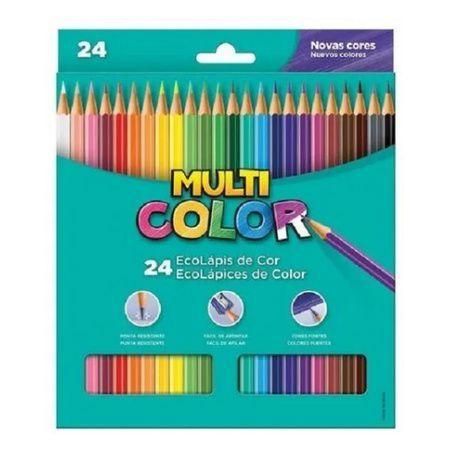 24
Novas cores
Nuevos colores
MULTI
COLOR
24 EcoLápis de Cor
EcoLápices de Color
PONTA RESISTENTE
PUNTA RESISTENTE
FÁCIL DE APONTAR
FÁCIL DE AFILAR
CORES FORTES
COLORES FUERTES